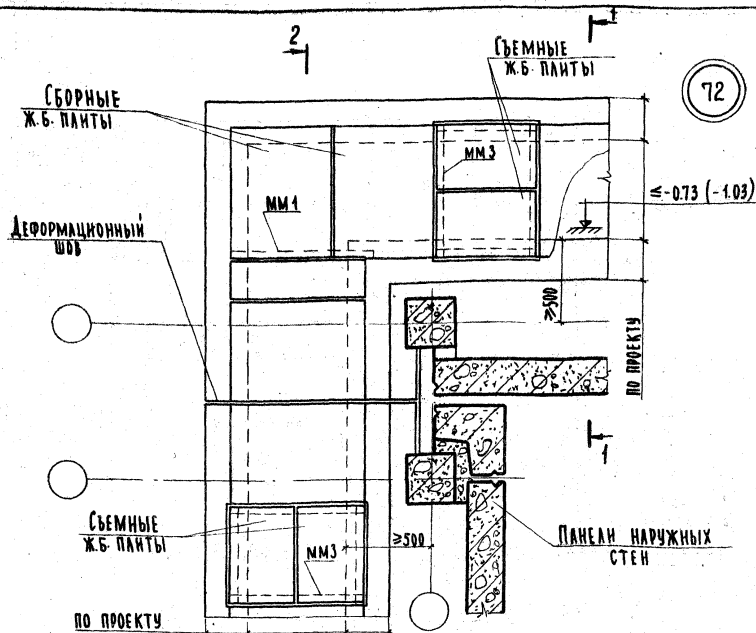 2
1
Съемные
ж.б. плиты
72
Сборные
ж.б. плиты
мм3
≤-0.73 (-1.03)
мм1
Деформационный
шов
≥500
по проекту
1
Съемные
ж.б. плиты
≥500
мм3
Панели наружных
стен
по проекту